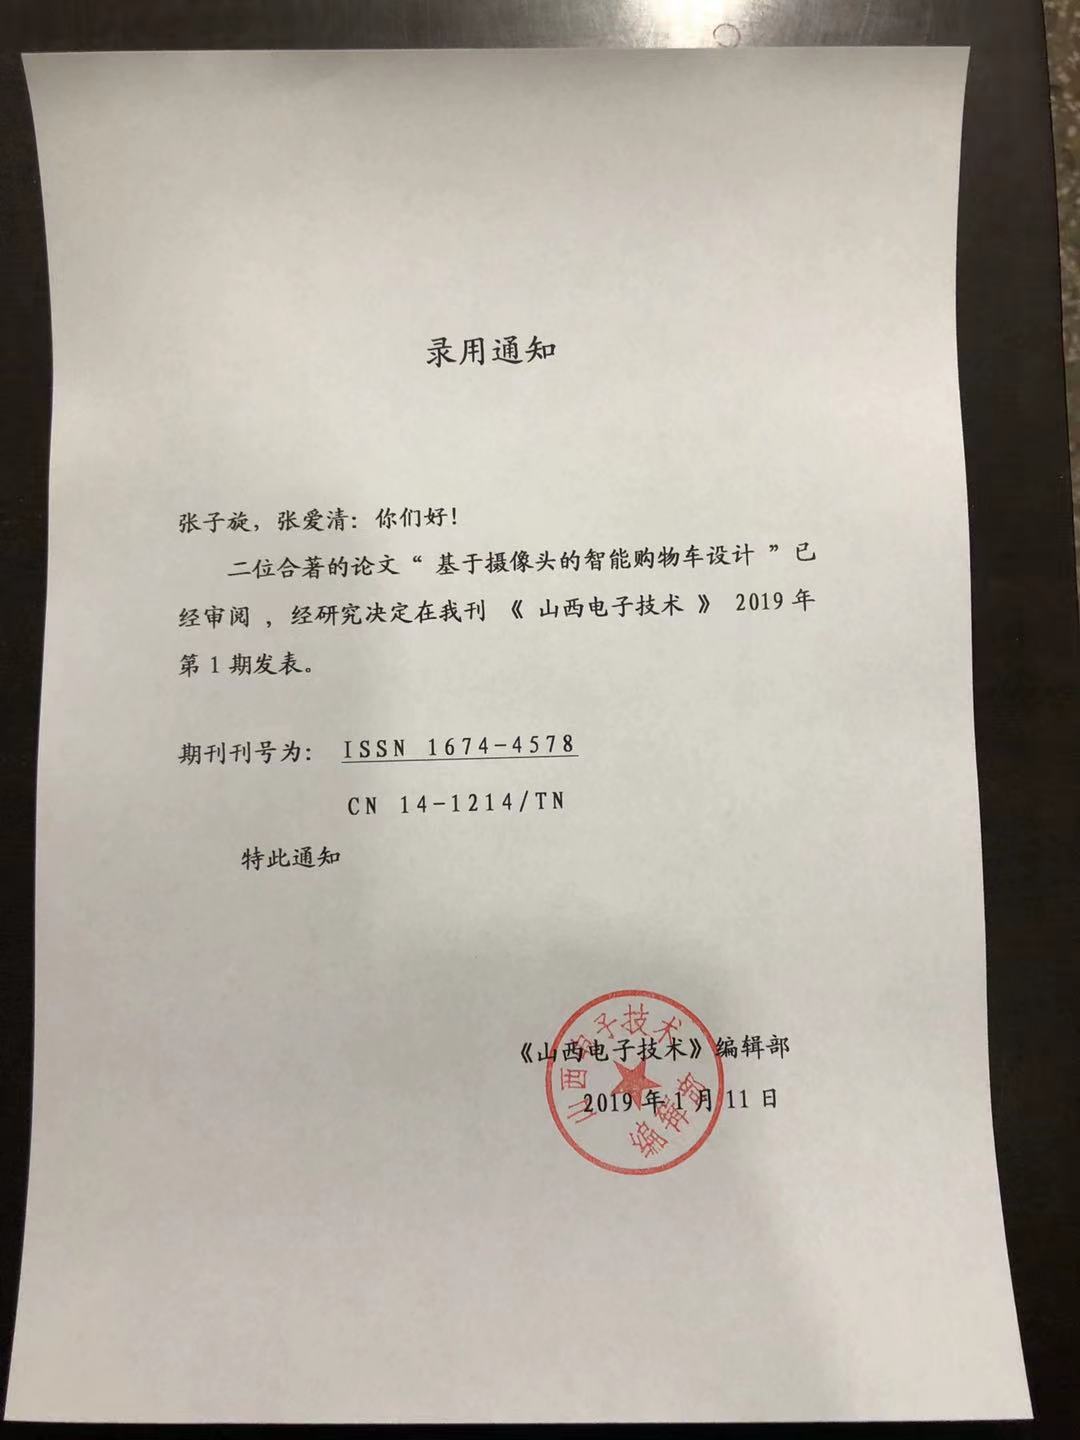 录用通知
张子旋，张爱清：你们好！
二位合著的论文“ 基于摄像头的智能购物车设计 ”已
经审阅 ，经研究决定在我刊 《 山西电子技术 》 2019 年
第 1 期发表。
期刊刊号为： ISSN 1674-4578
CN 14-1214/TN
特此通知
《山西电子技术》编辑部
2019 年 1 月 11 日
山西电子技术
编辑部